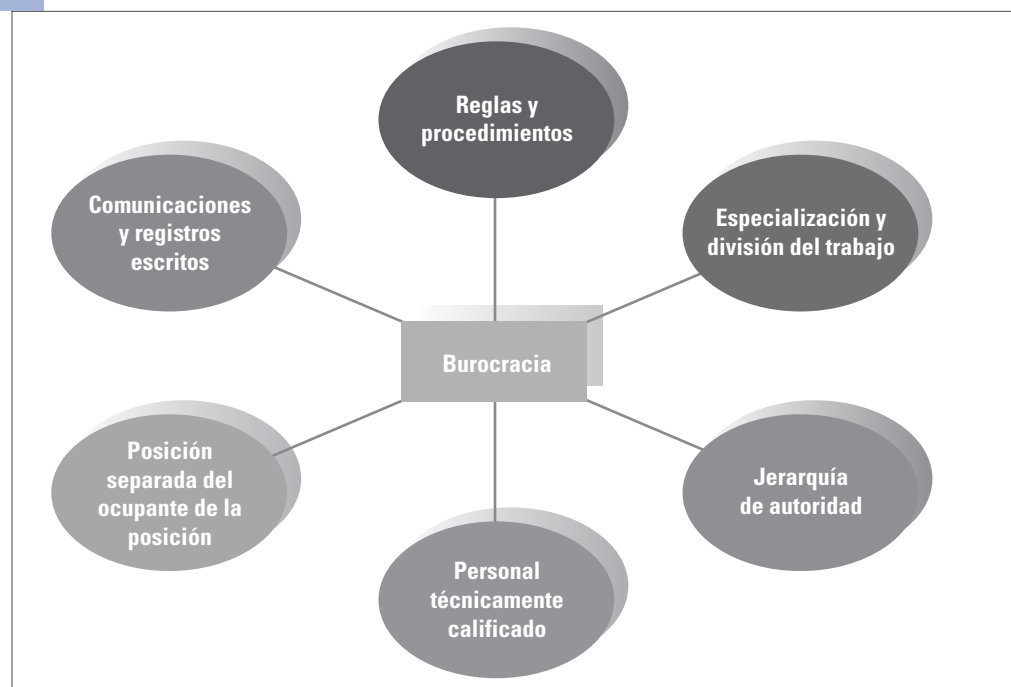 Reglas y
procedimientos
Comunicaciones
y registros
escritos
Especialización y
división del trabajo
Burocracia
Posición
separada del
ocupante de la
posición
Jerarquía
de autoridad
Personal
técnicamente
calificado